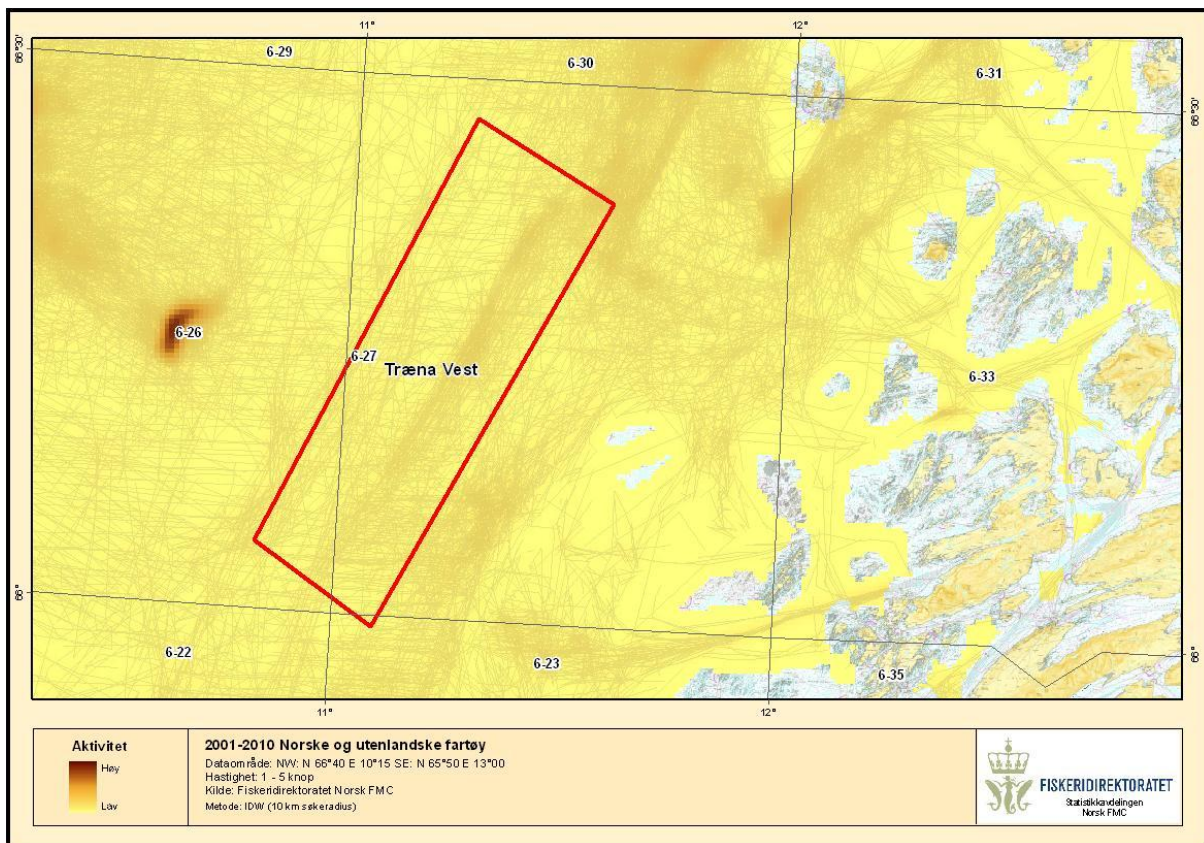 11°
12°
66°30'
6-29
6-30
6-31
66°30'
6-26
6-27
Træna Vest
6-33
66°
6-22
6-23
6-35
66°
11°
12°
Aktivitet
Høy
Lav
2001-2010 Norske og utenlandske fartøy
Dataområde: NW: N 66°40 E 10°15 SE: N 65°50 E 13°00
Hastighet: 1 - 5 knop
Kilde: Fiskeridirektoratet Norsk FMC
Metode: IDW (10 km søkeradius)
FISKERIDIREKTORATET
Statistikkavdelingen
Norsk FMC